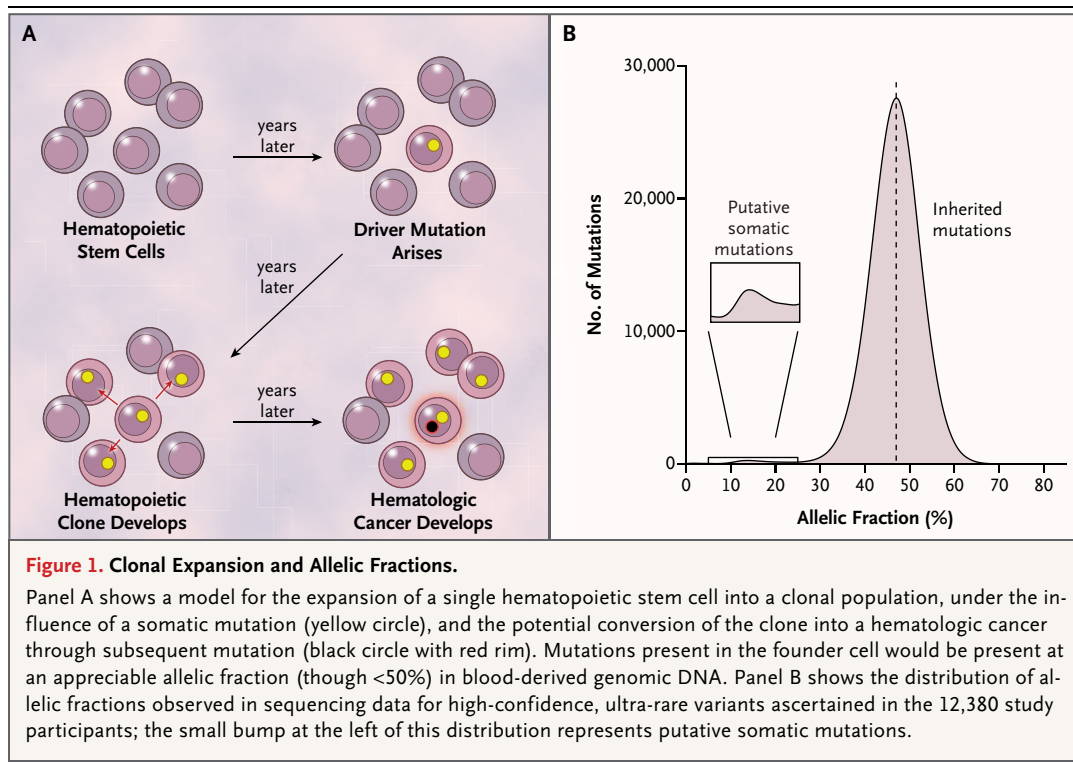 A
years
later
Hematopoietic
Stem Cells
Driver Mutation
Arises
years
later
years
later
Hematopoietic
Clone Develops
Hematologic
Cancer Develops
B
30,000
20,000
10,000
0
No. of Mutations
Putative
somatic
mutations
Inherited
mutations
0 10 20 30 40 50 60 70 80
Allelic Fraction (%)
Figure 1. Clonal Expansion and Allelic Fractions.
Panel A shows a model for the expansion of a single hematopoietic stem cell into a clonal population, under the in-
fluence of a somatic mutation (yellow circle), and the potential conversion of the clone into a hematologic cancer
through subsequent mutation (black circle with red rim). Mutations present in the founder cell would be present at
an appreciable allelic fraction (though <50%) in blood-derived genomic DNA. Panel B shows the distribution of al-
lelic fractions observed in sequencing data for high-confidence, ultra-rare variants ascertained in the 12,380 study
participants; the small bump at the left of this distribution represents putative somatic mutations.